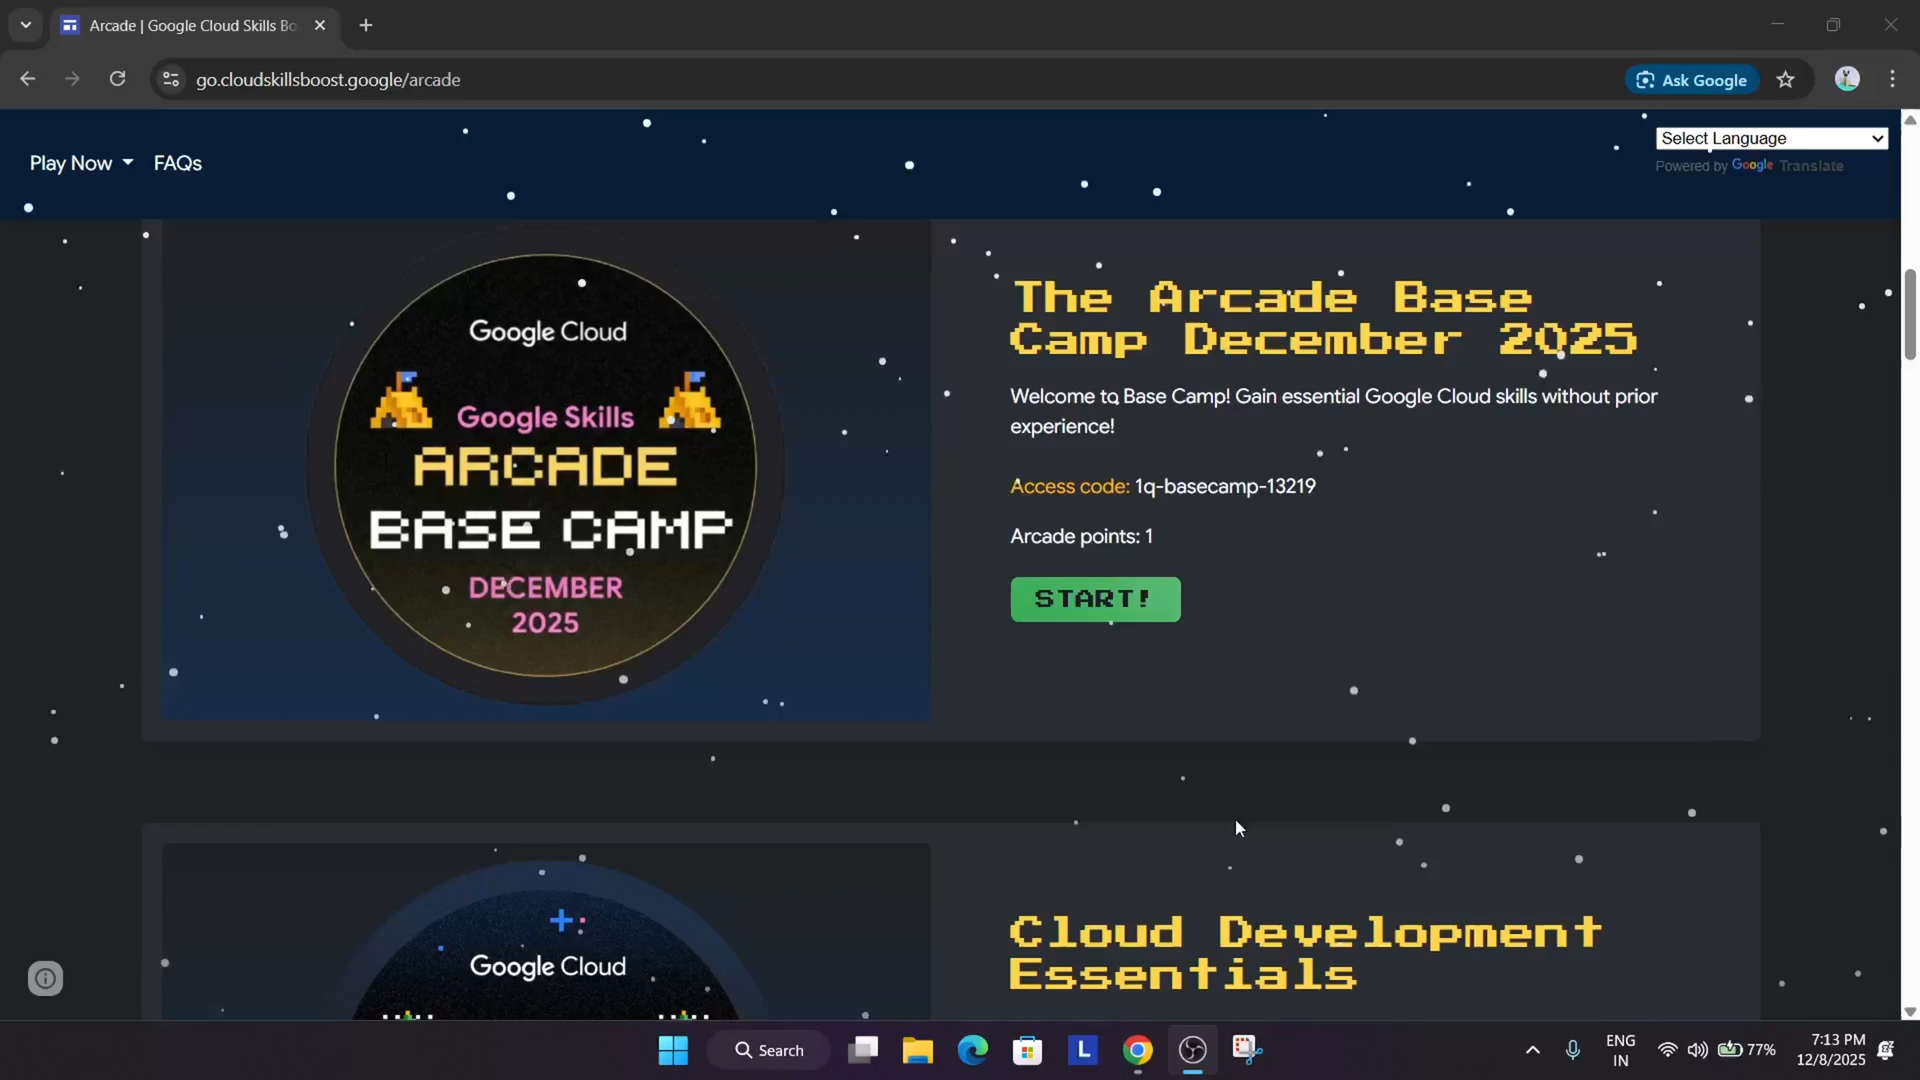 Arcade | Google Cloud Skills Bo
go.cloudskillsboost.google/arcade
Ask Google
Play Now
FAQs
Select Language
Powered by Google Translate
Google Cloud
Google Skills
ARCADE
BASE CAMP
DECEMBER
2025
The Arcade Base
Camp December 2025
Welcome to Base Camp! Gain essential Google Cloud skills without prior
experience!
Access code: 1q-basecamp-13219
Arcade points: 1
START!
Google Cloud
Cloud Development
Essentials
Search
L
ENG
IN
77%
7:13 PM
12/8/2025